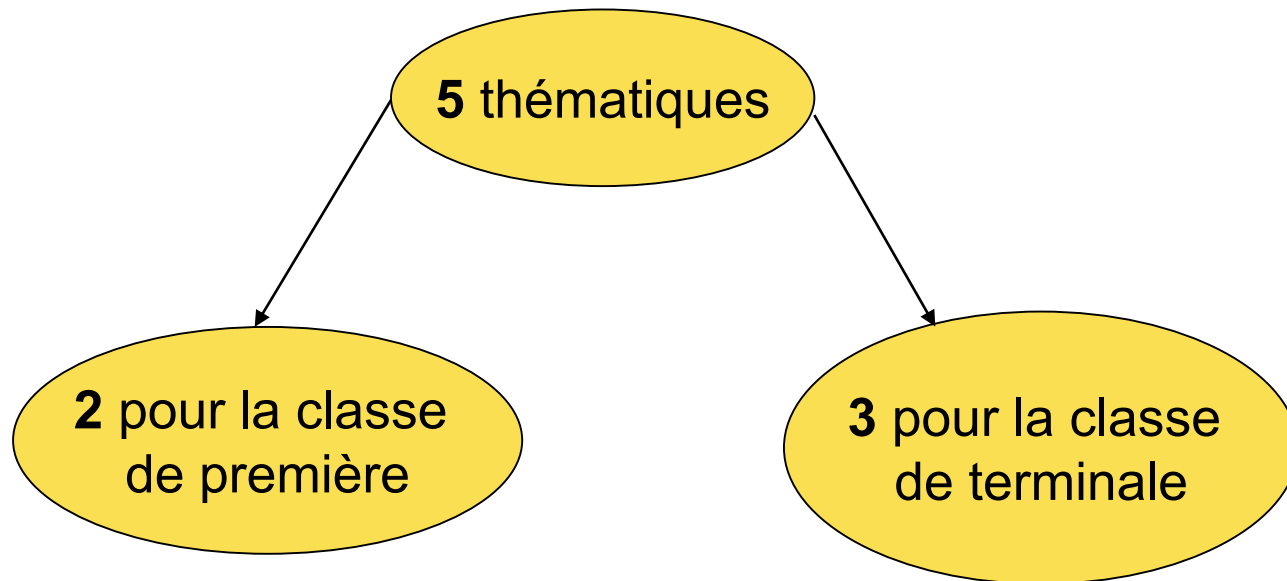 5 thématiques
2 pour la classe
de première
3 pour la classe
de terminale